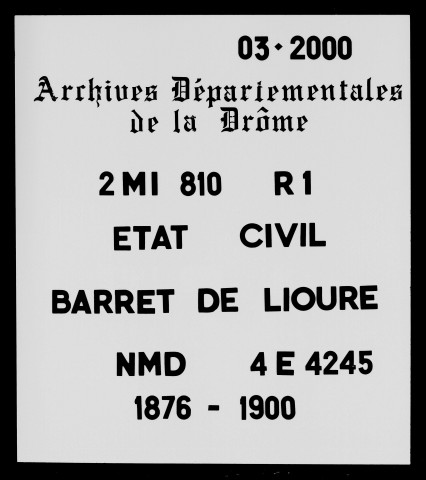 03·2000
Archives Départementales
de la Drôme
2 MI 810 R 1
ETAT CIVIL
BARRET DE LIOURE
NMD 4 E 4245
1876 - 1900